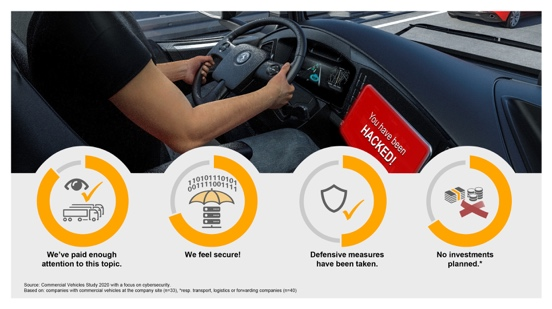 You have been
HACKED!
110101110101
001111001111
We've paid enough
attention to this topic.
We feel secure!
Defensive measures
have been taken.
No investments
planned.*
Source: Commercial Vehicles Study 2020 with a focus on cybersecurity.
Based on: companies with commercial vehicles at the company site (n=33), *resp. transport, logistics or forwarding companies (n=40)